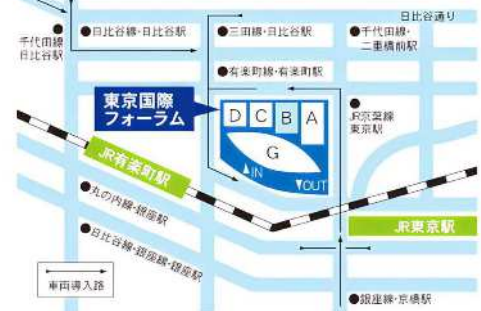 日比谷通り
千代田線
日比谷駅
●日比谷線・日比谷駅
●三田線・日比谷駅
●千代田線・
二重橋前駅
●有楽町線・有楽町駅
東京国際
フォーラム
D
C
B
A
G
▲IN
▼OUT
JR京葉線
東京駅
JR有楽町駅
●丸の内線・銀座駅
●日比谷線・銀座線・銀座駅
JR東京駅
車両導入路
●銀座線・京橋駅